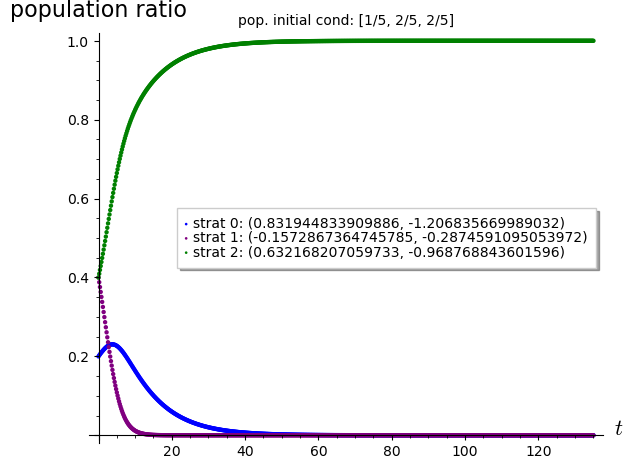 population ratio
pop. initial cond: [1/5, 2/5, 2/5]
1.0
0.8
0.6
strat 0: (0.831944833909886, -1.206835669989032)
strat 1: (-0.1572867364745785, -0.2874591095053972)
strat 2: (0.632168207059733, -0.968768843601596)
0.4
0.2
t
20 40 60 80 100 120